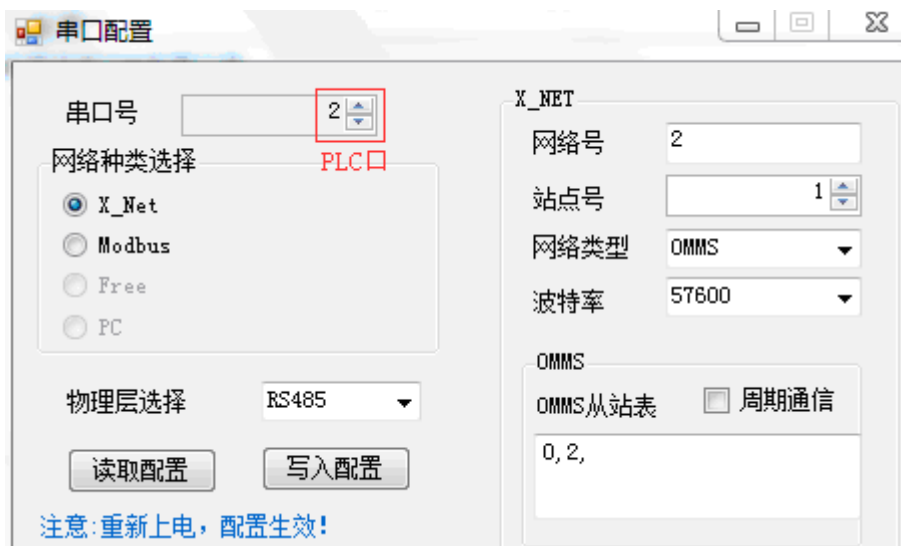 串口配置
串口号 2
PLC口
网络种类选择
X_Net
Modbus
Free
PC
物理层选择 RS485
读取配置 写入配置
注意:重新上电，配置生效!
X_NET
网络号 2
站点号 1
网络类型 OMMS
波特率 57600
OMMS
OMMS从站表 周期通信
0,2,